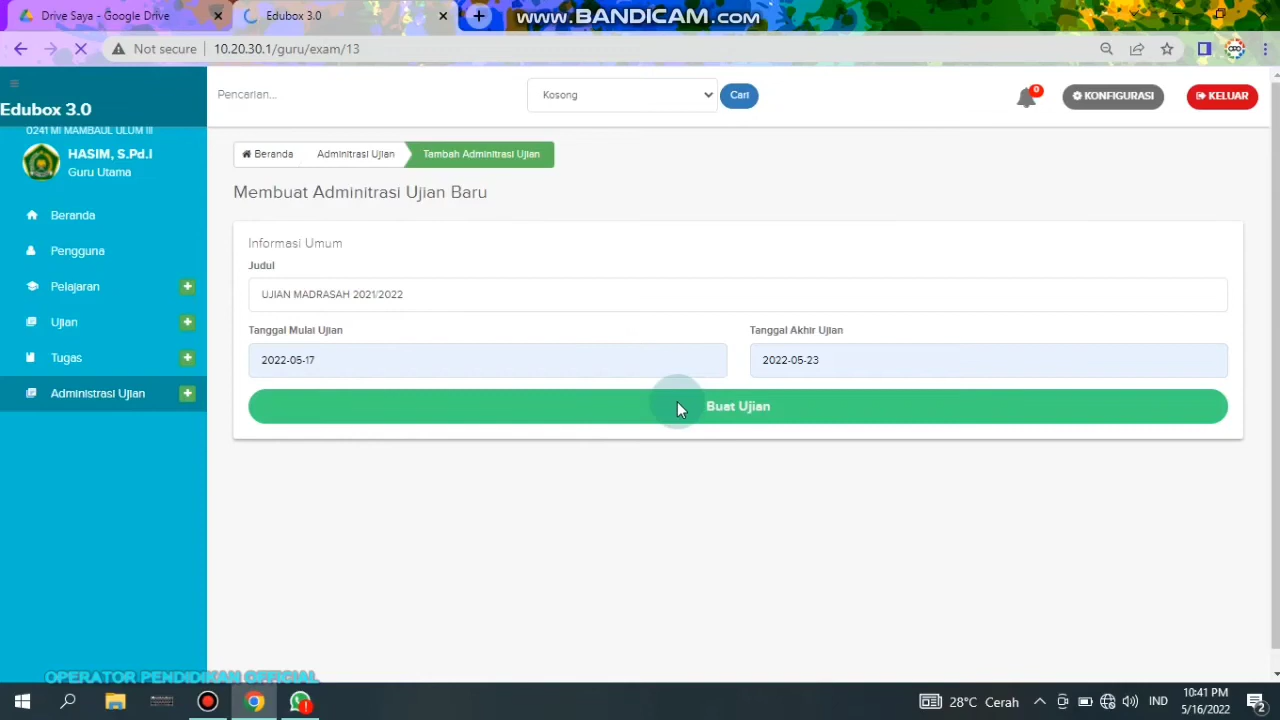 Drive Saya - Google Drive
Edubox 3.0
www.BANDICAM.com
Not secure
10.20.30.1/guru/exam/13
Edubox 3.0
0241 MI MAMBAUL ULUM III
HASIM, S.Pd.I
Guru Utama
Beranda
Pengguna
Pelajaran
Ujian
Tugas
Administrasi Ujian
Pencarian...
Kosong
Cari
0
KONFIGURASI
KELUAR
Beranda
Adminitrasi Ujian
Tambah Adminitrasi Ujian
Membuat Adminitrasi Ujian Baru
Informasi Umum
Judul
UJIAN MADRASAH 2021/2022
Tanggal Mulai Ujian
Tanggal Akhir Ujian
2022-05-17
2022-05-23
Buat Ujian
OPERATOR PENDIDIKAN OFFICIAL
28°C Cerah
IND
10:41 PM
5/16/2022
2